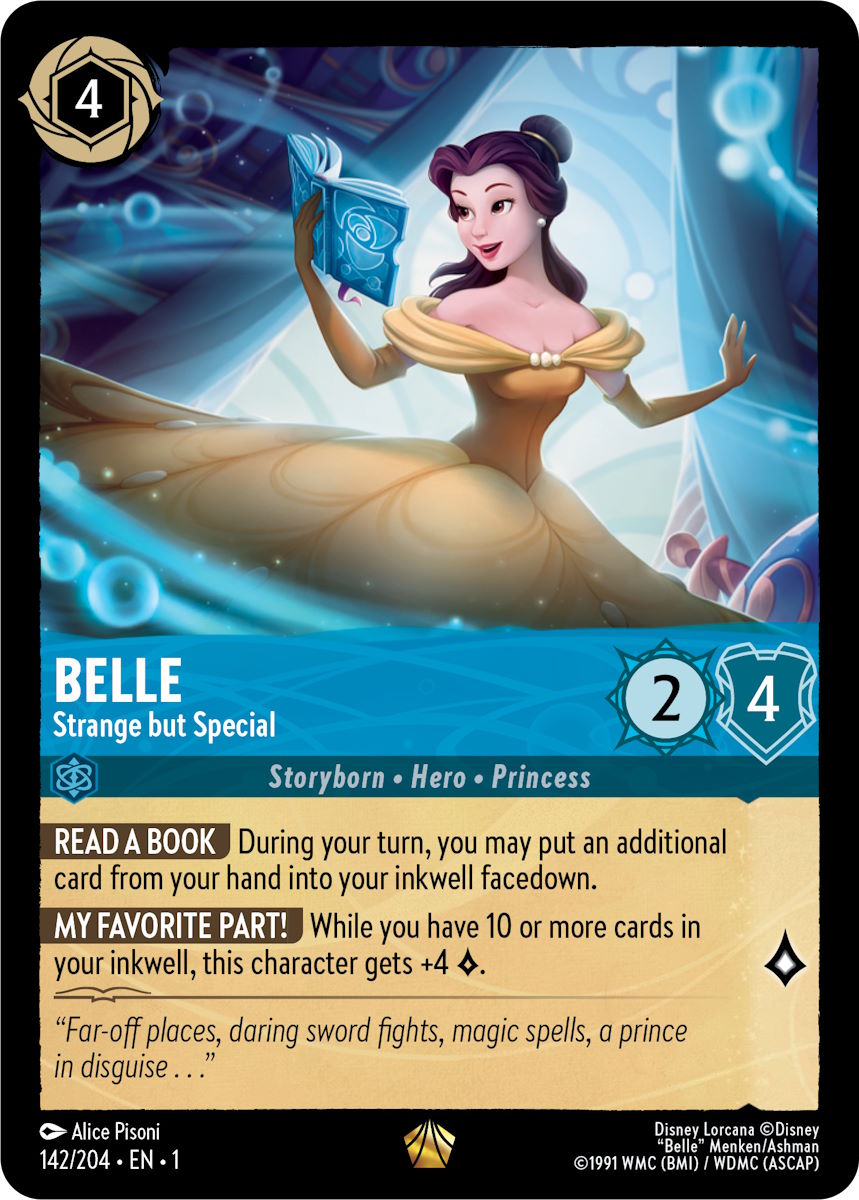 4
BELLE
Strange but Special
2
4
Storyborn • Hero • Princess
READ A BOOK During your turn, you may put an additional
card from your hand into your inkwell facedown.
MY FAVORITE PART! While you have 10 or more cards in
your inkwell, this character gets +4 .
“Far-off places, daring sword fights, magic spells, a prince
in disguise . . .”
Alice Pisoni
142/204 • EN • 1
Disney Lorcana ©Disney
“Belle” Menken/Ashman
©1991 WMC (BMI) / WDMC (ASCAP)